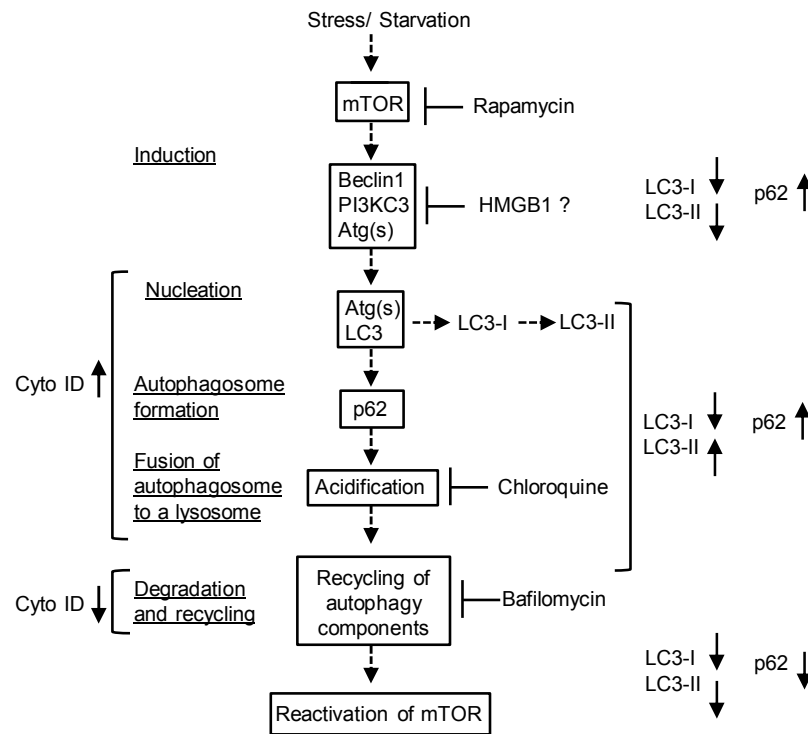 Stress/ Starvation
mTOR
Rapamycin
Induction
Beclin1
PI3KC3
Atg(s)
HMGB1 ?
LC3-I
LC3-II
p62
Nucleation
Atg(s)
LC3
LC3-I
LC3-II
Cyto ID
Autophagosome
formation
p62
LC3-I
LC3-II
p62
Fusion of
autophagosome
to a lysosome
Acidification
Chloroquine
Cyto ID
Degradation
and recycling
Recycling of
autophagy
components
Bafilomycin
LC3-I
LC3-II
p62
Reactivation of mTOR